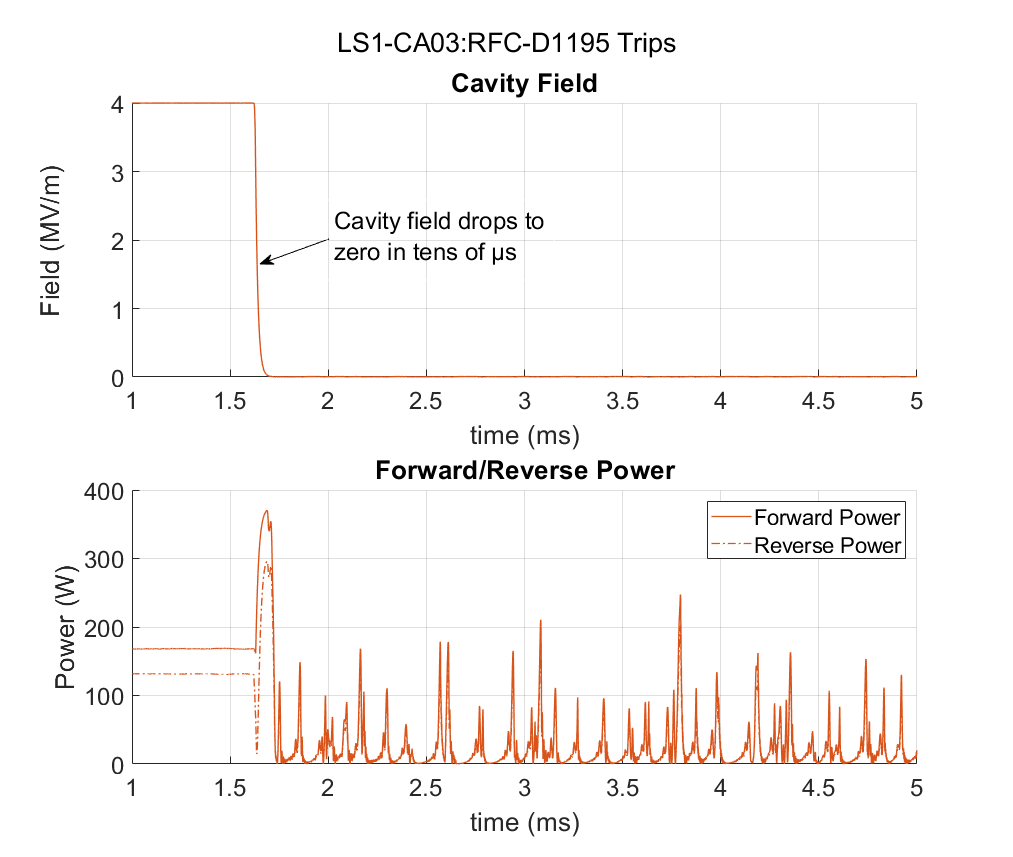 LS1-CA03:RFC-D1195 Trips
Cavity Field
4
3
2
1
0
Field (MV/m)
Cavity field drops to
zero in tens of µs
1 1.5 2 2.5 3 3.5 4 4.5 5
time (ms)
Forward/Reverse Power
400
300
200
100
0
Power (W)
Forward Power
Reverse Power
1 1.5 2 2.5 3 3.5 4 4.5 5
time (ms)